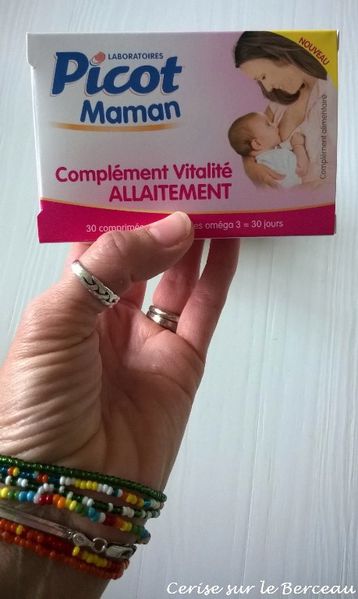 LABORATOIRES
Picot
Maman
NOUVEAU
Complément Vitalité
ALLAITEMENT
Complément alimentaire
30 comprimés es oméga 3 = 30 jours
Cerise sur le Berceau